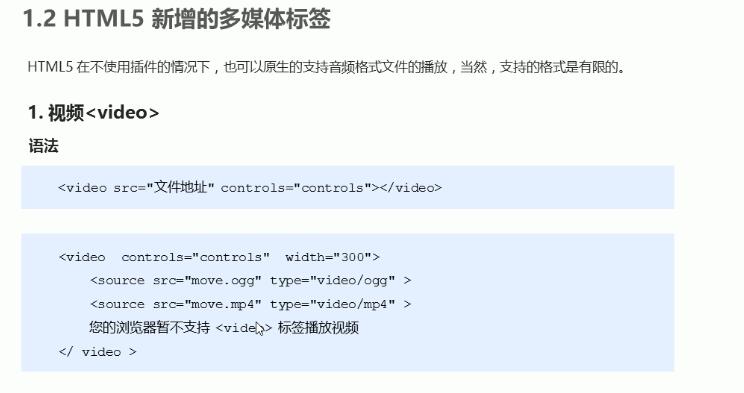 1.2 HTML5 新增的多媒体标签
HTML5 在不使用插件的情况下，也可以原生的支持音频格式文件的播放，当然，支持的格式是有限的。
1. 视频<video>
语法
<video src="文件地址" controls="controls"></video>
<video  controls="controls"  width="300">
<source src="move.ogg" type="video/ogg" >
<source src="move.mp4" type="video/mp4" >
您的浏览器暂不支持 <video> 标签播放视频
</ video >